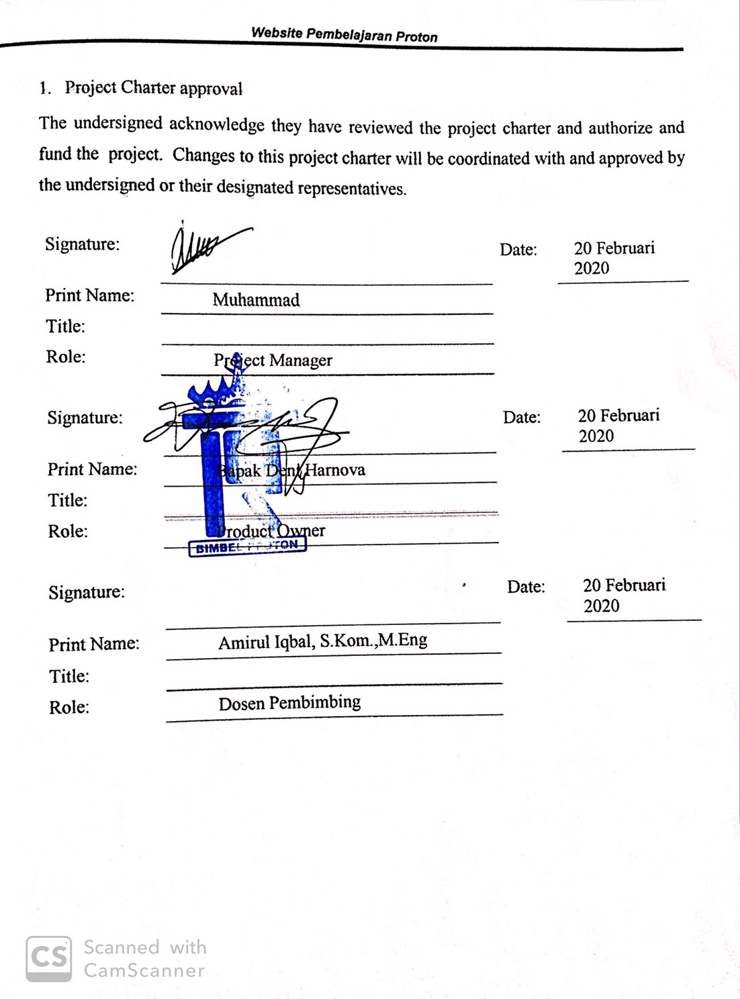 Website Pembelajaran Proton
1. Project Charter approval
The undersigned acknowledge they have reviewed the project charter and authorize and
fund the project. Changes to this project charter will be coordinated with and approved by
the undersigned or their designated representatives.
Signature:
Date: 20 Februari
2020
Print Name: Muhammad
Title:
Role: Project Manager
Signature:
Date: 20 Februari
2020
Print Name: Bapak Deny Harnova
Title:
Role: Product Owner
BIMBEL PROTON
Signature:
Date: 20 Februari
2020
Print Name: Amirul Iqbal, S.Kom.,M.Eng
Title:
Role: Dosen Pembimbing
CS
Scanned with
CamScanner